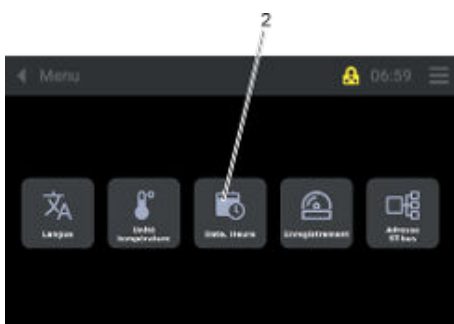 2
Menu
06:59
Langue
Unité
température
Date, Heure
Enregistrement
Adresse
ST bus